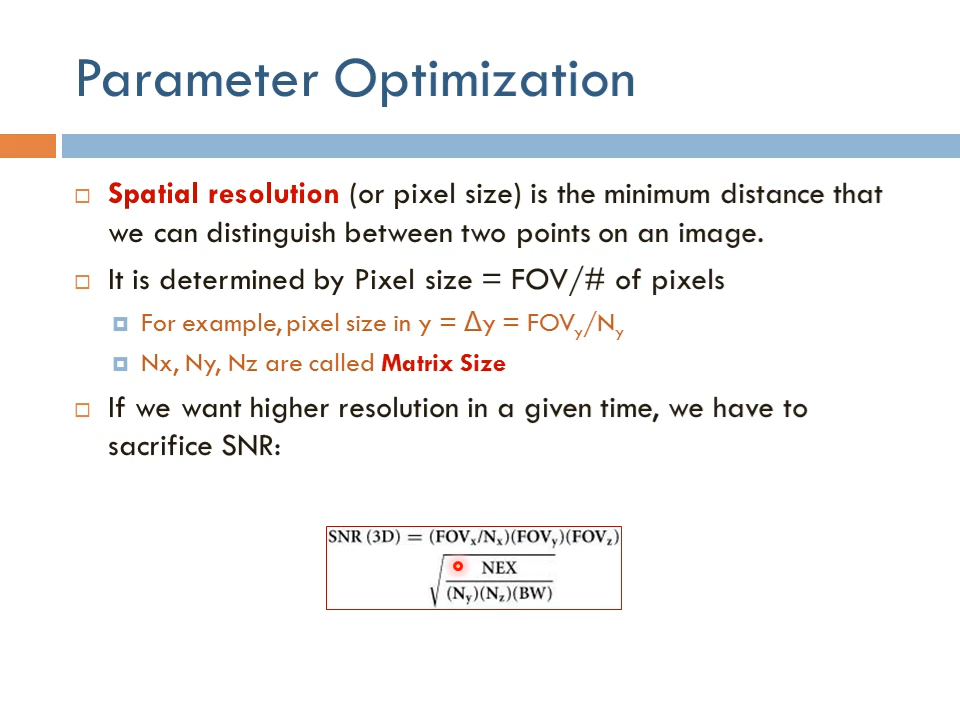 Parameter Optimization
Spatial resolution (or pixel size) is the minimum distance that
we can distinguish between two points on an image.
It is determined by Pixel size = FOV/# of pixels
For example, pixel size in y = Δy = FOVy/Ny
Nx, Ny, Nz are called Matrix Size
If we want higher resolution in a given time, we have to
sacrifice SNR:
SNR (3D) = (FOVx/Nx)(FOVy)(FOVz)
√ NEX
(Ny)(Nz)(BW)